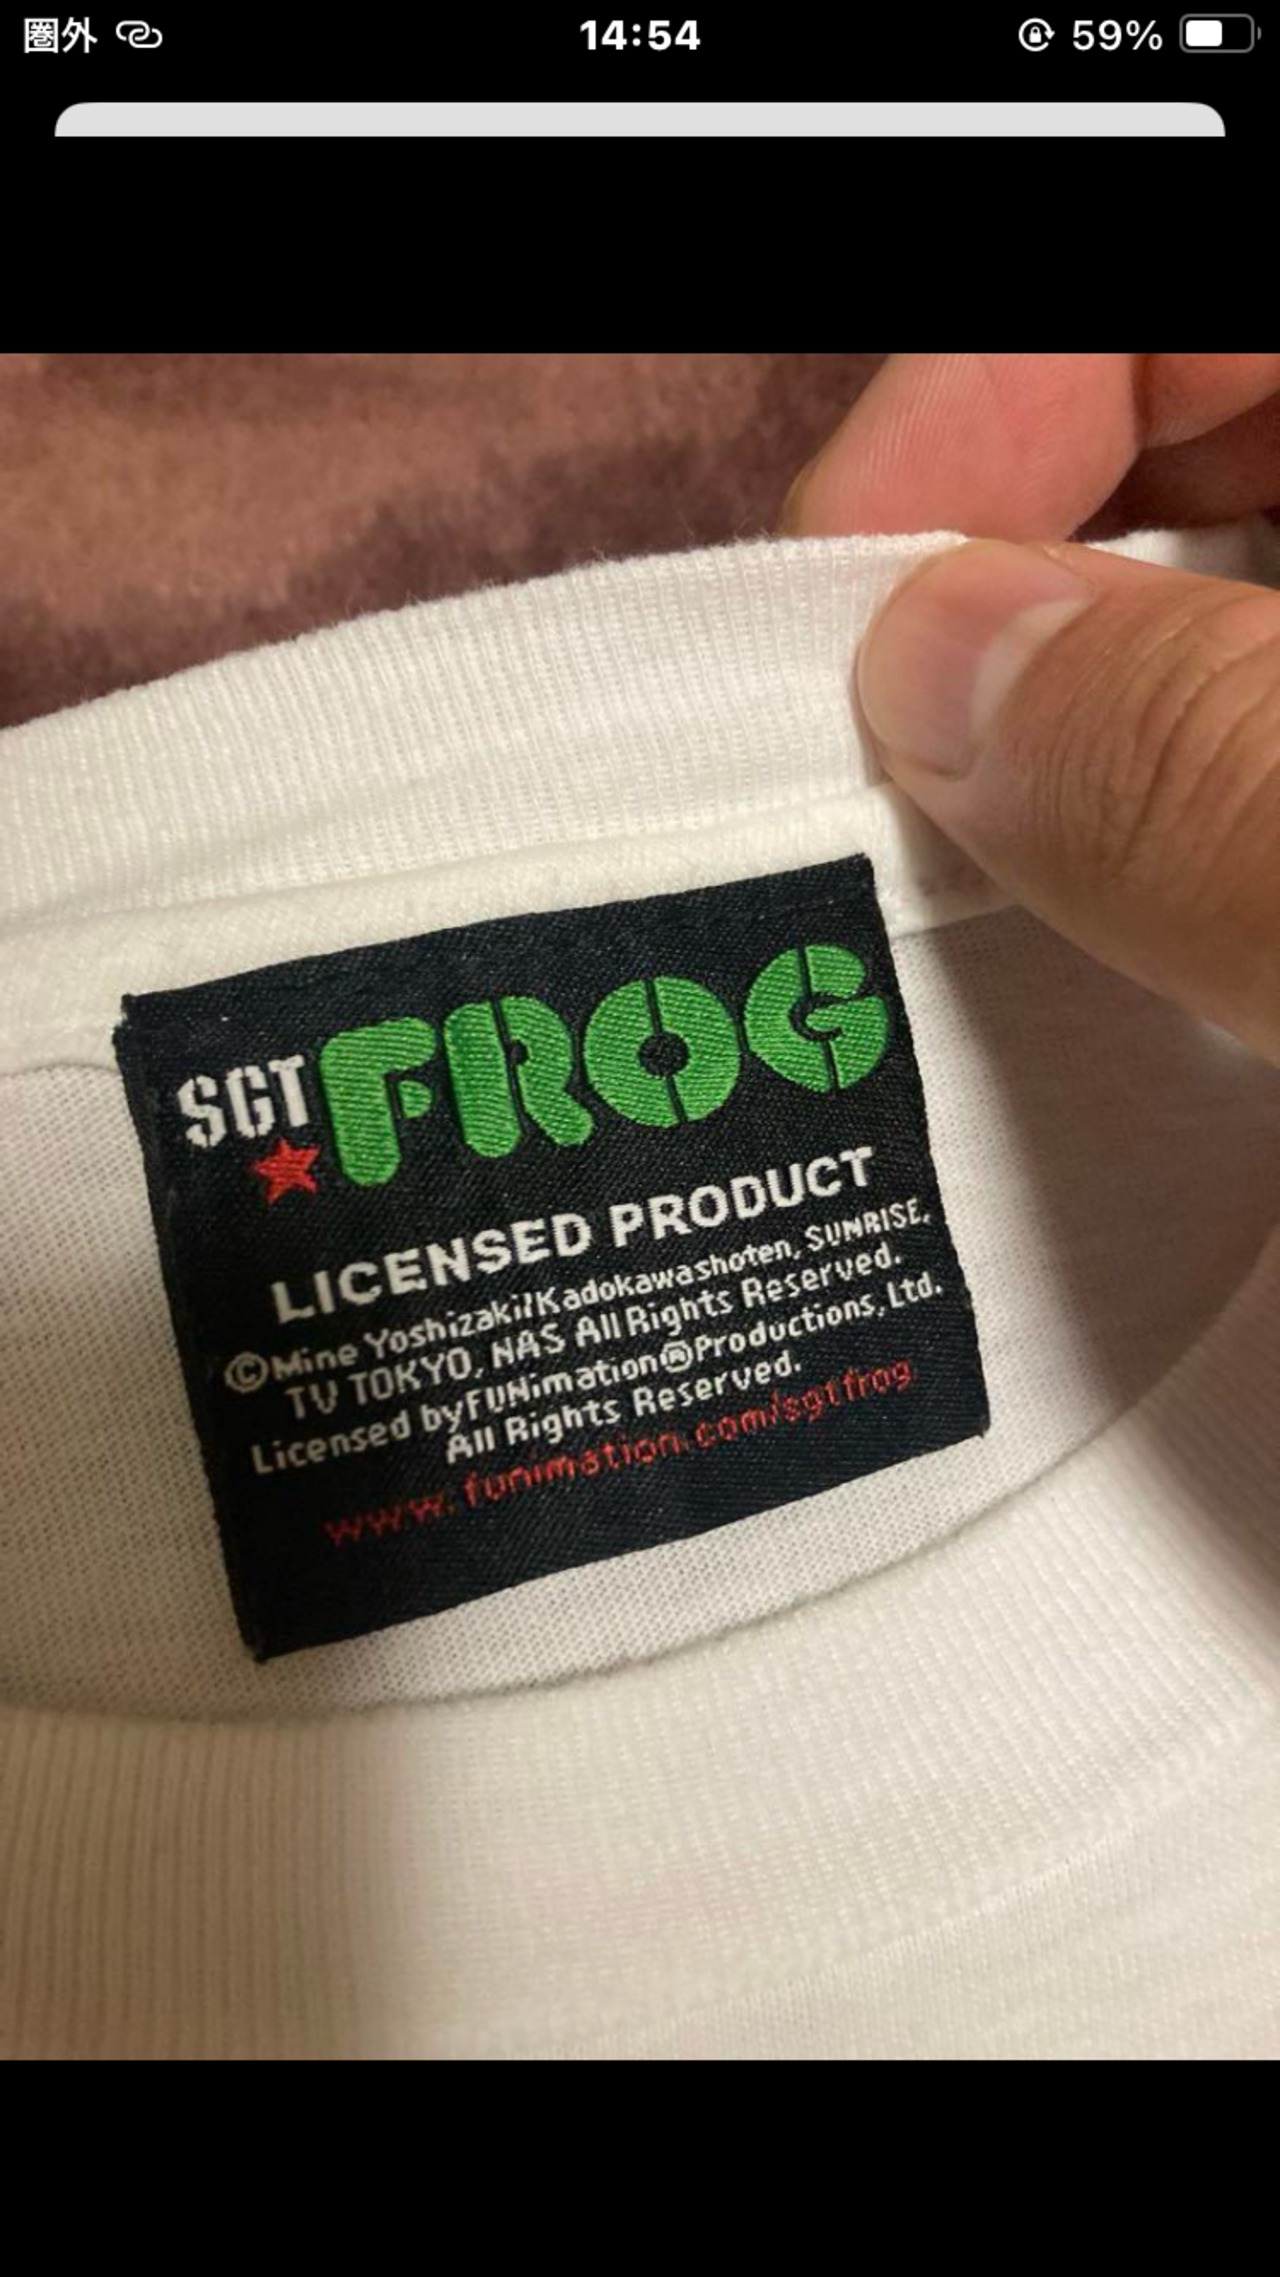 圏外 14:54 59%
SGT FROG
LICENSED PRODUCT
©Mine Yoshizaki/Kadokawashoten, SUNRISE,
TV TOKYO, NAS All Rights Reserved.
Licensed by FUNimation®Productions, Ltd.
All Rights Reserved.
www.funimation.com/sgtfrog